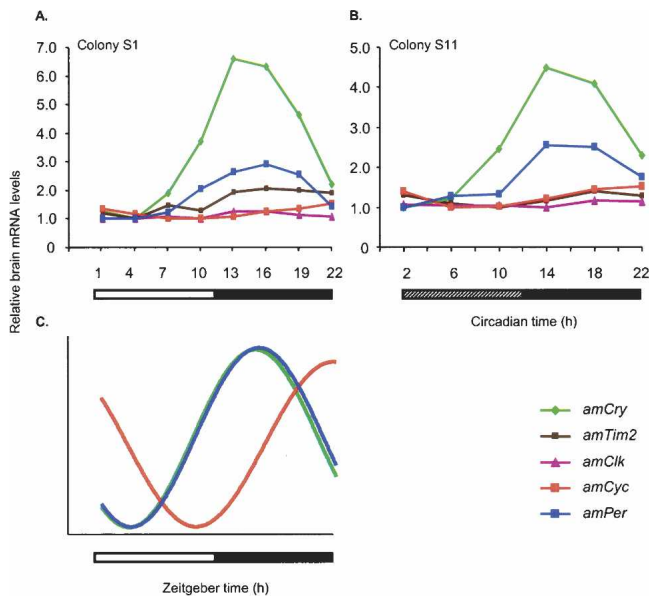 A.
B.
Colony S1
Colony S11
Relative brain mRNA levels
7.0
6.0
5.0
4.0
3.0
2.0
1.0
0
1 4 7 10 13 16 19 22
5.0
4.0
3.0
2.0
1.0
0.0
2 6 10 14 18 22
Circadian time (h)
C.
Zeitgeber time (h)
amCry
amTim2
amClk
amCyc
amPer